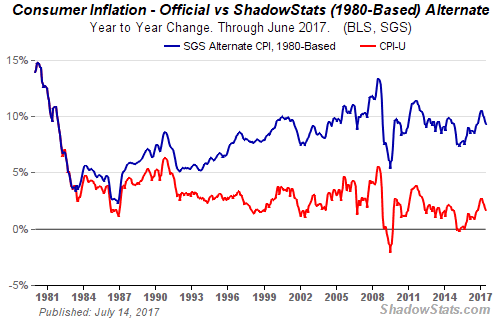 Consumer Inflation - Official vs ShadowStats (1980-Based) Alternate
Year to Year Change. Through June 2017. (BLS, SGS)
SGS Alternate CPI, 1980-Based CPI-U
15%
10%
5%
0%
-5%
1981 1984 1987 1990 1993 1996 1999 2002 2005 2008 2011 2014 2017
Published: July 14, 2017 ShadowStats.com